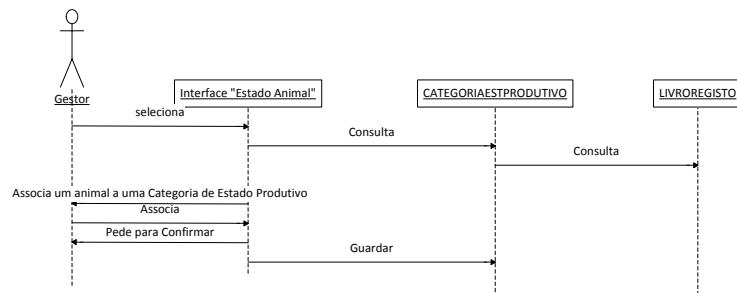 Gestor
Interface "Estado Animal"
CATEGORIAESTPRODUTIVO
LIVROREGISTO
seleciona
Consulta
Consulta
Associa um animal a uma Categoria de Estado Produtivo
Associa
Pede para Confirmar
Guardar